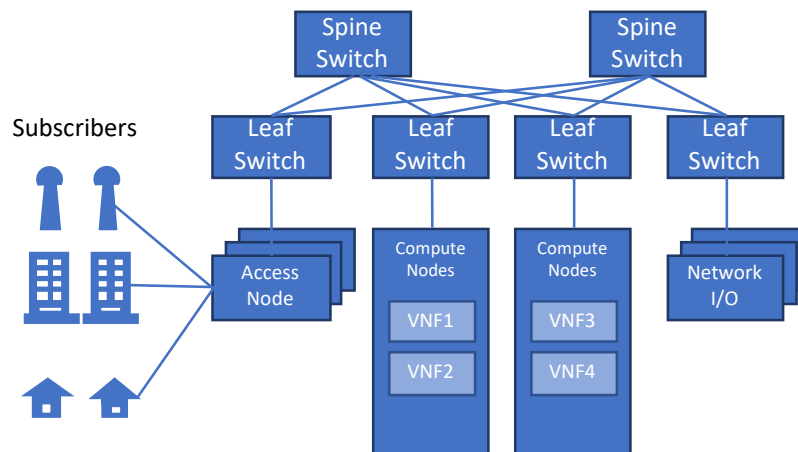 Spine
Switch
Spine
Switch
Subscribers
Leaf
Switch
Leaf
Switch
Leaf
Switch
Leaf
Switch
Access
Node
Compute
Nodes
VNF1
VNF2
Compute
Nodes
VNF3
VNF4
Network
I/O